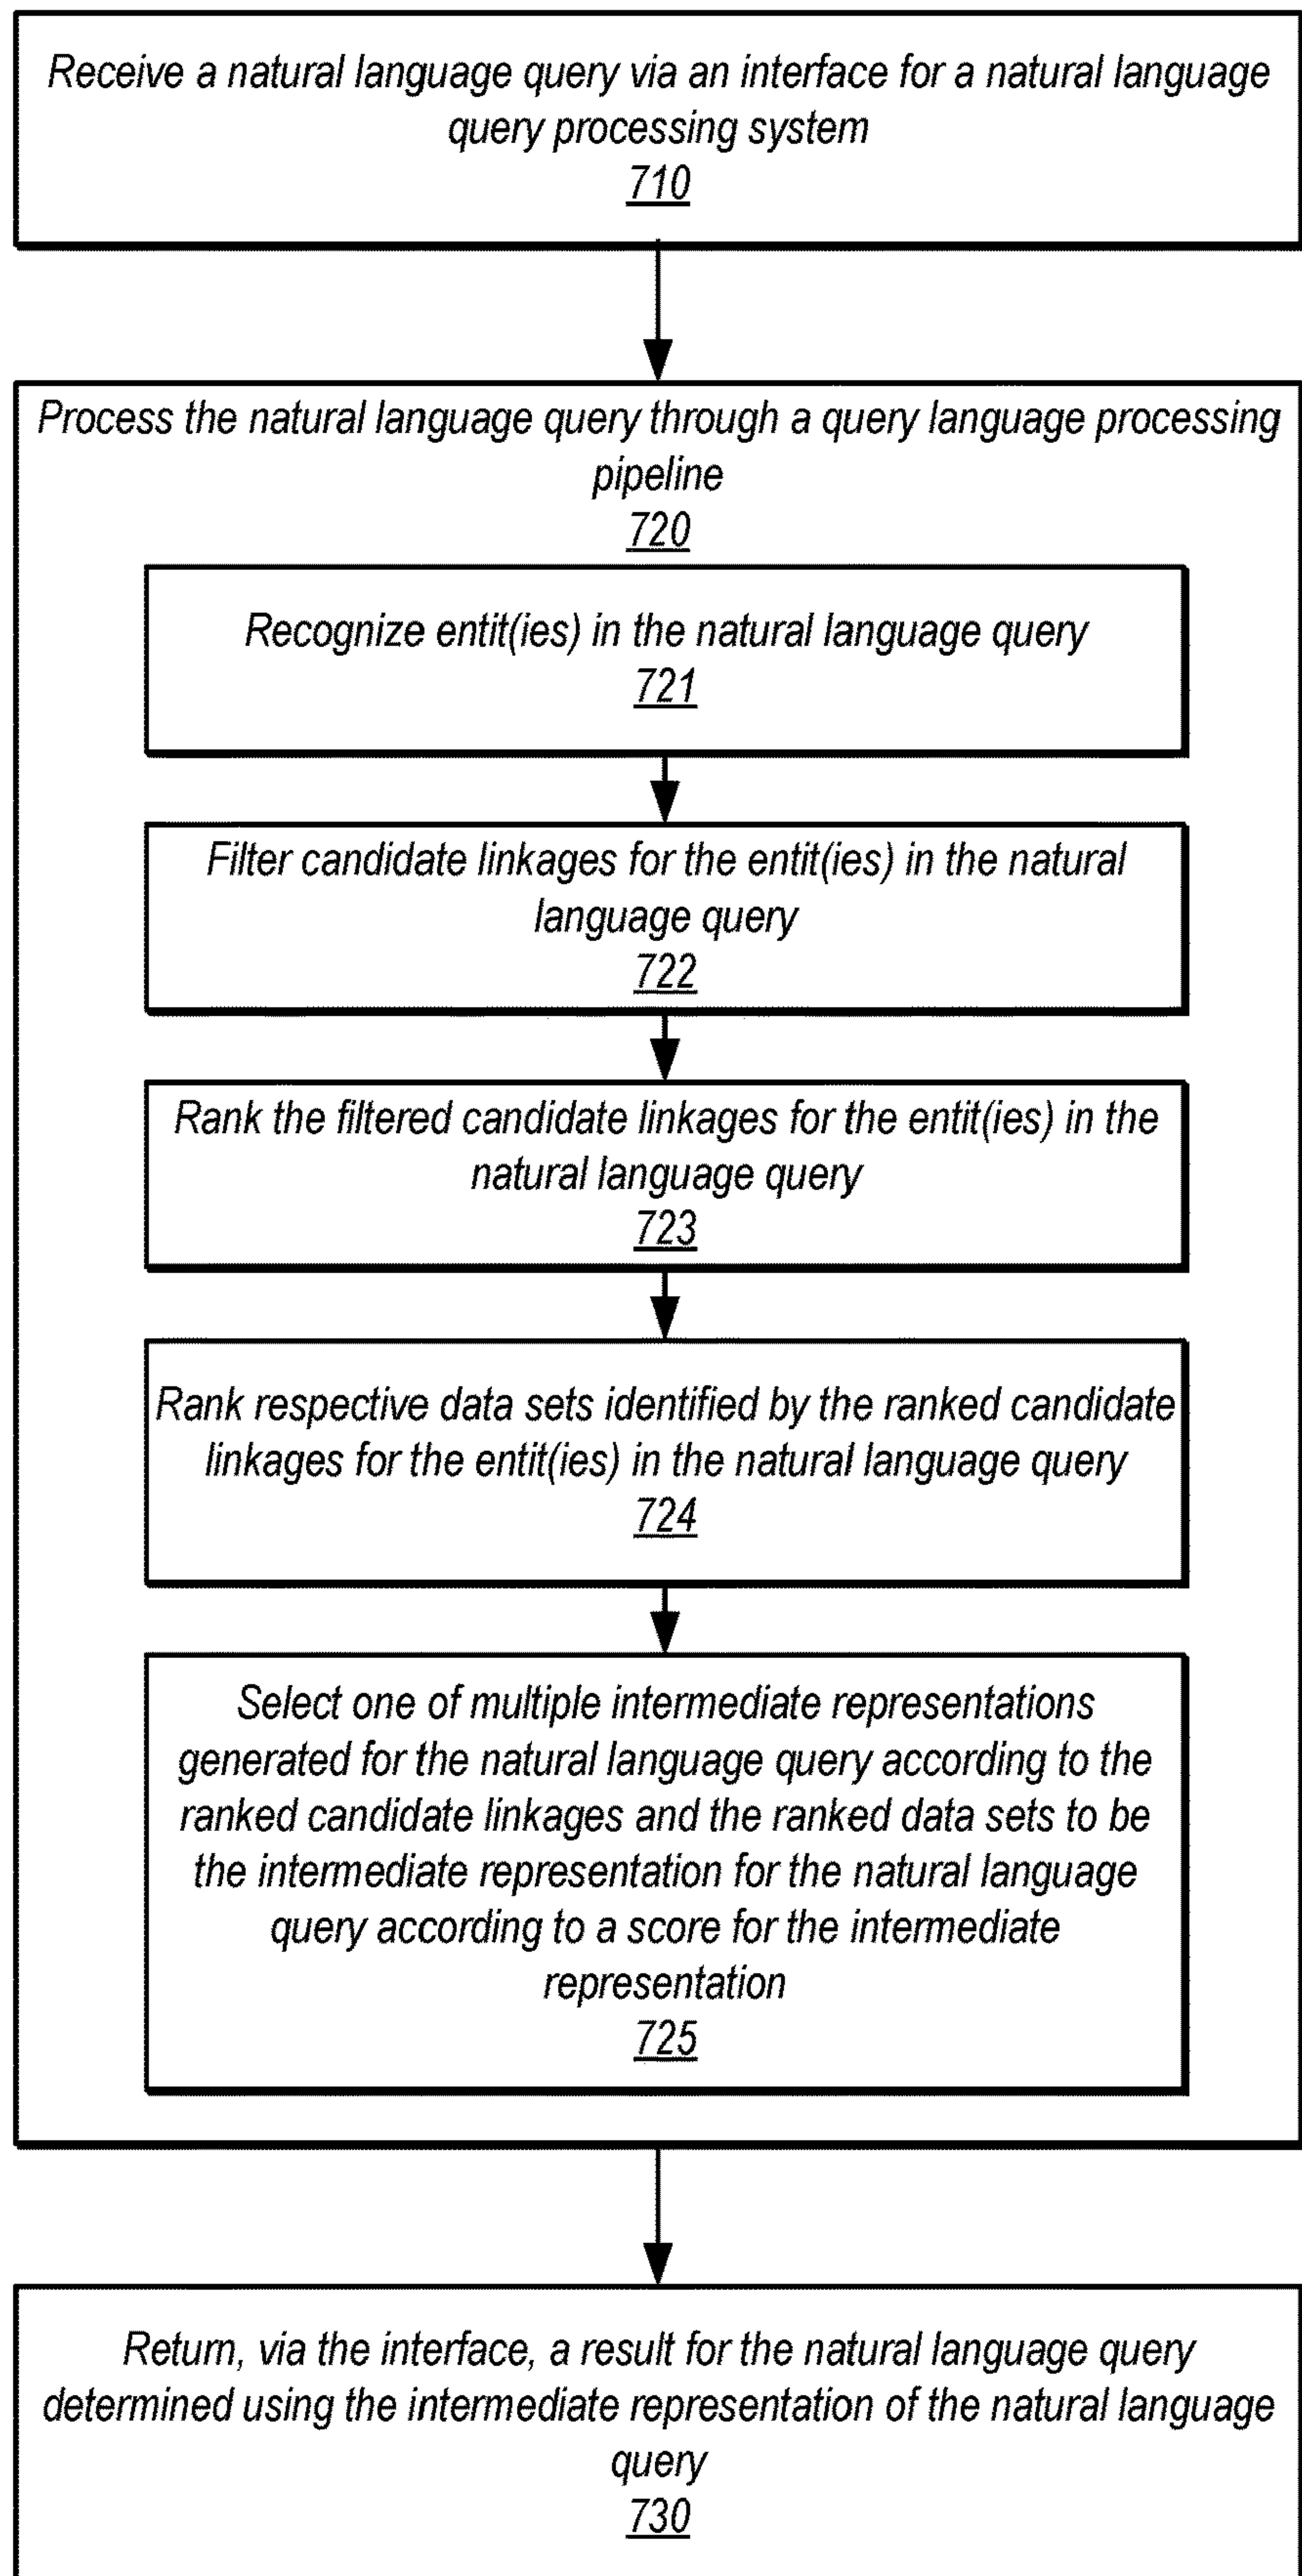 Receive a natural language query via an interface for a natural language
query processing system
710
Process the natural language query through a query language processing
pipeline
720
Recognize entit(ies) in the natural language query
721
Filter candidate linkages for the entit(ies) in the natural
language query
722
Rank the filtered candidate linkages for the entit(ies) in the
natural language query
723
Rank respective data sets identified by the ranked candidate
linkages for the entit(ies) in the natural language query
724
Select one of multiple intermediate representations
generated for the natural language query according to the
ranked candidate linkages and the ranked data sets to be
the intermediate representation for the natural language
query according to a score for the intermediate
representation
725
Return, via the interface, a result for the natural language query
determined using the intermediate representation of the natural language
query
730